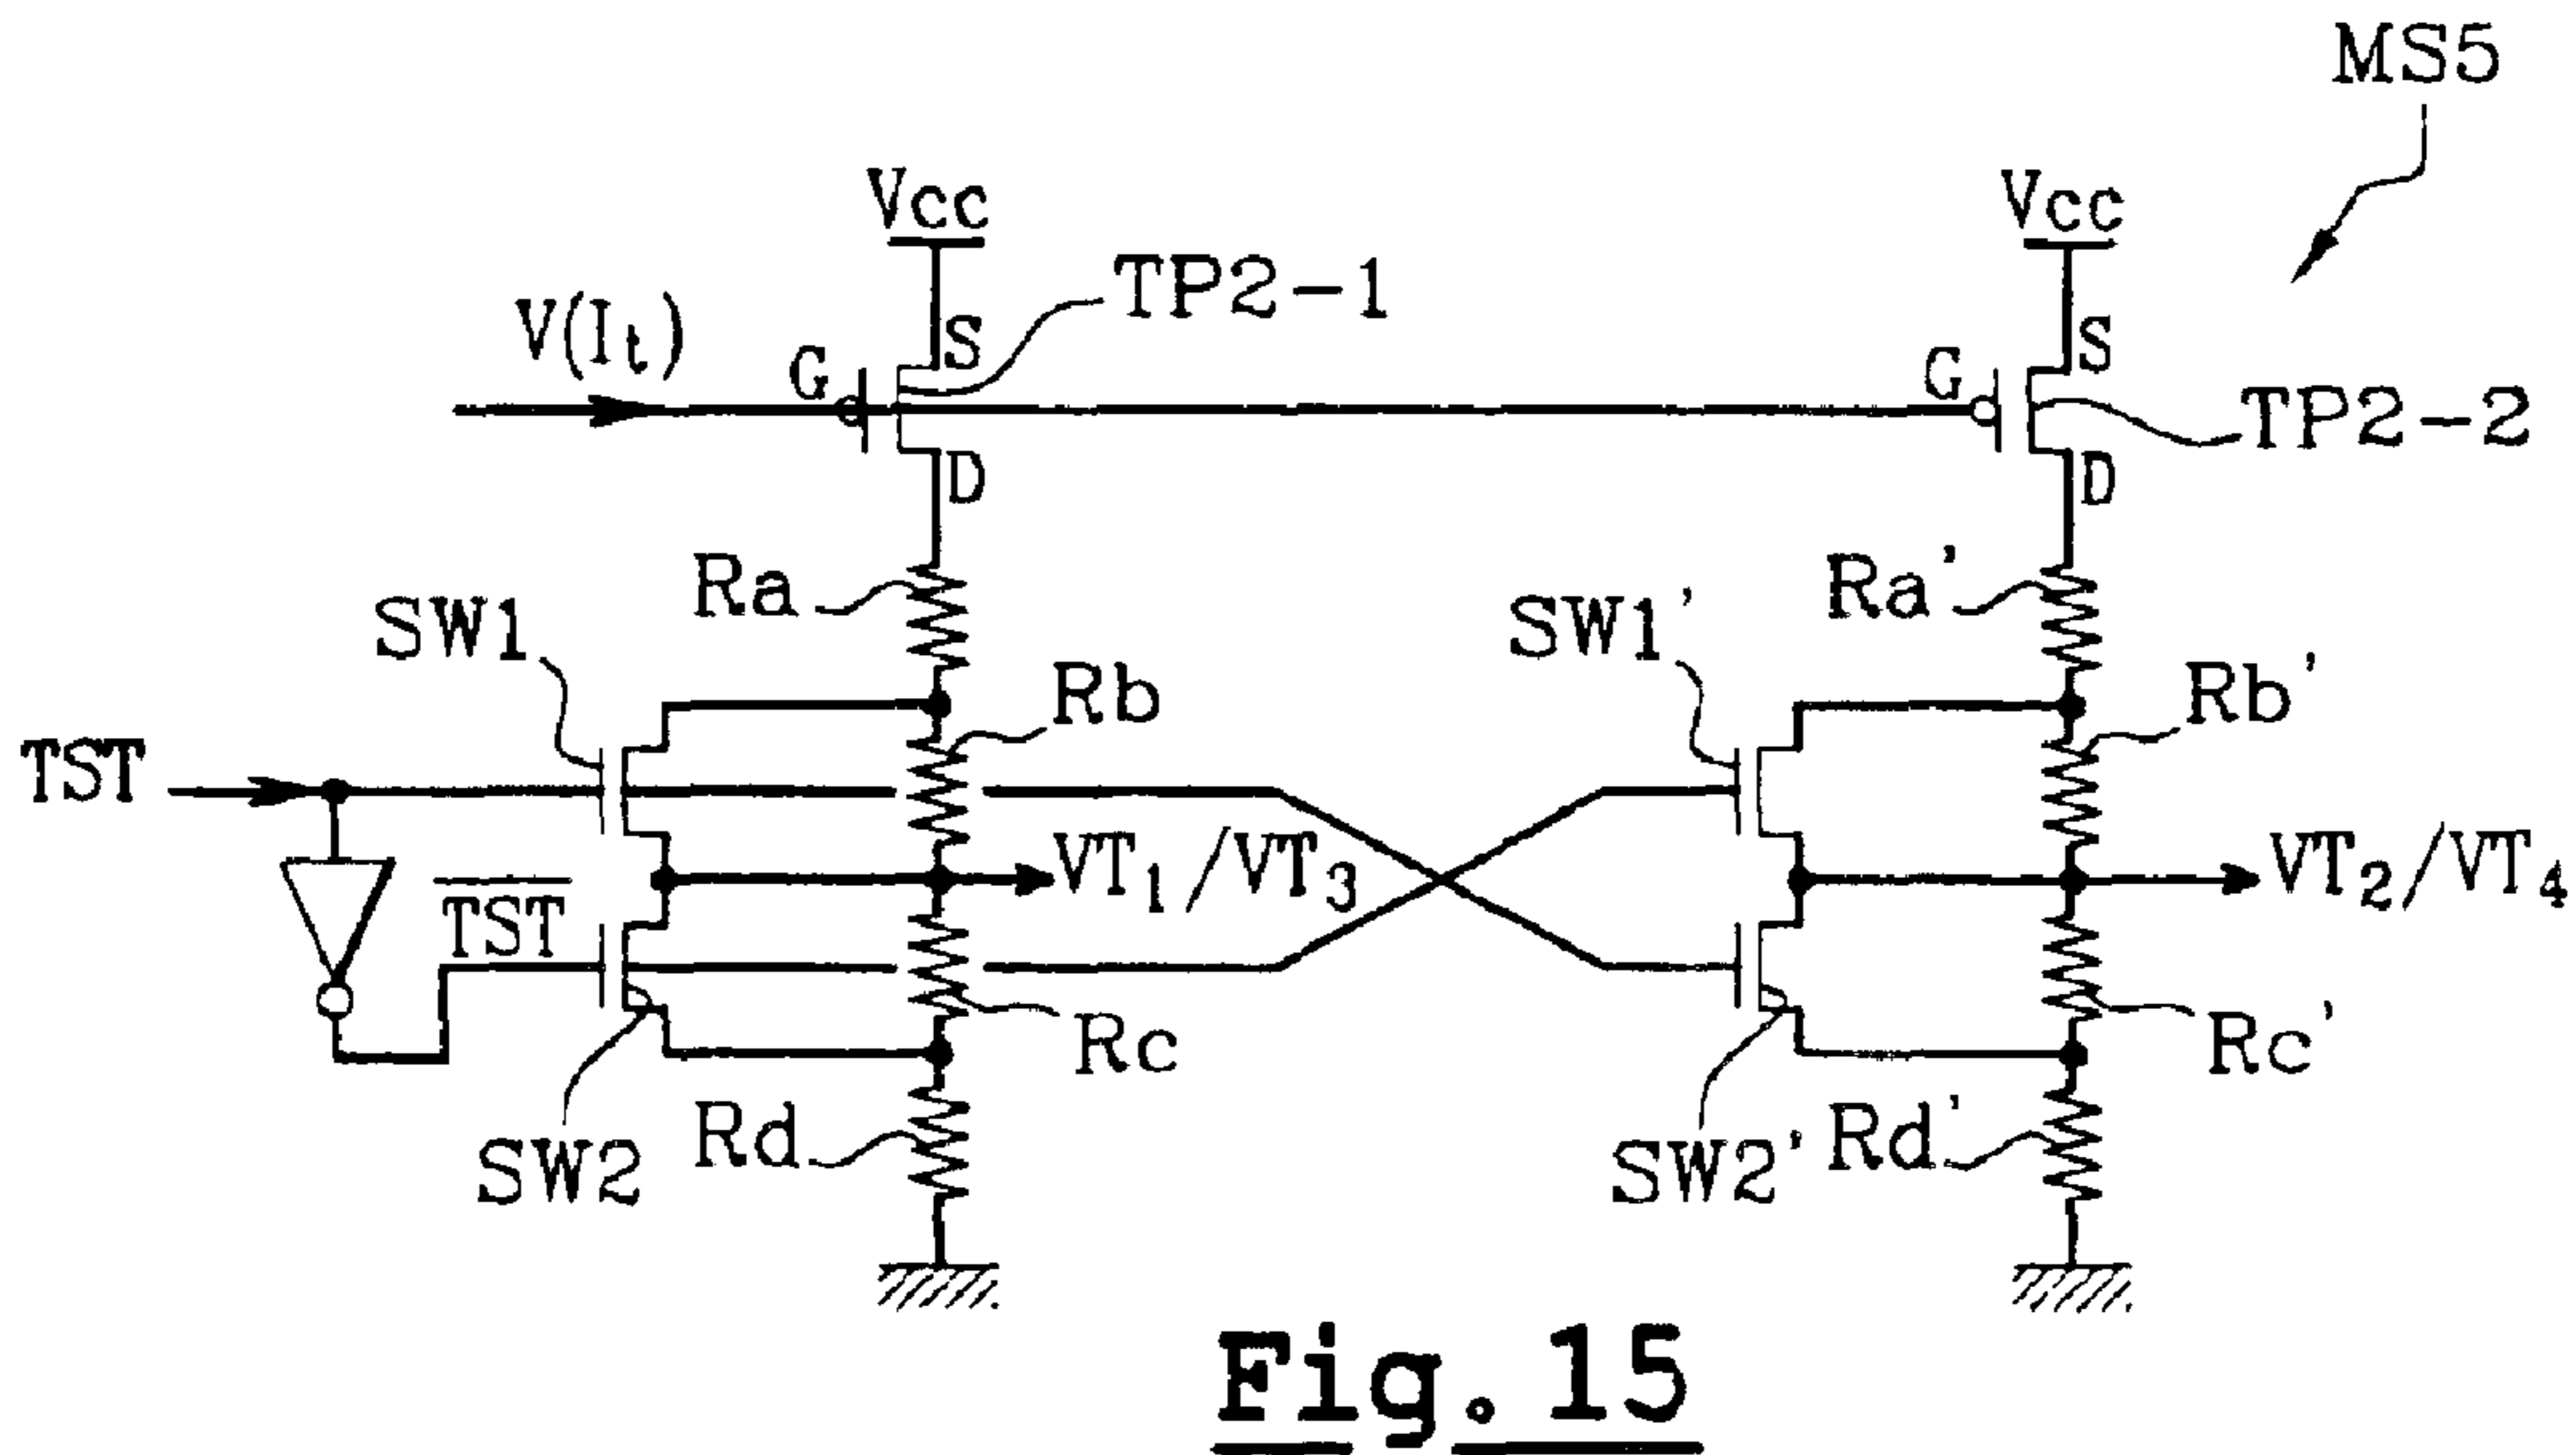 MS5
Vcc
Vcc
TP2-1
V(It)
S
S
G
G
TP2-2
D
D
Ra
Ra'
SW1
SW1'
Rb
Rb'
TST
VT1/VT3
VT2/VT4
TST
Rc
Rc'
Rd
Rd'
SW2
SW2'
Fig. 15